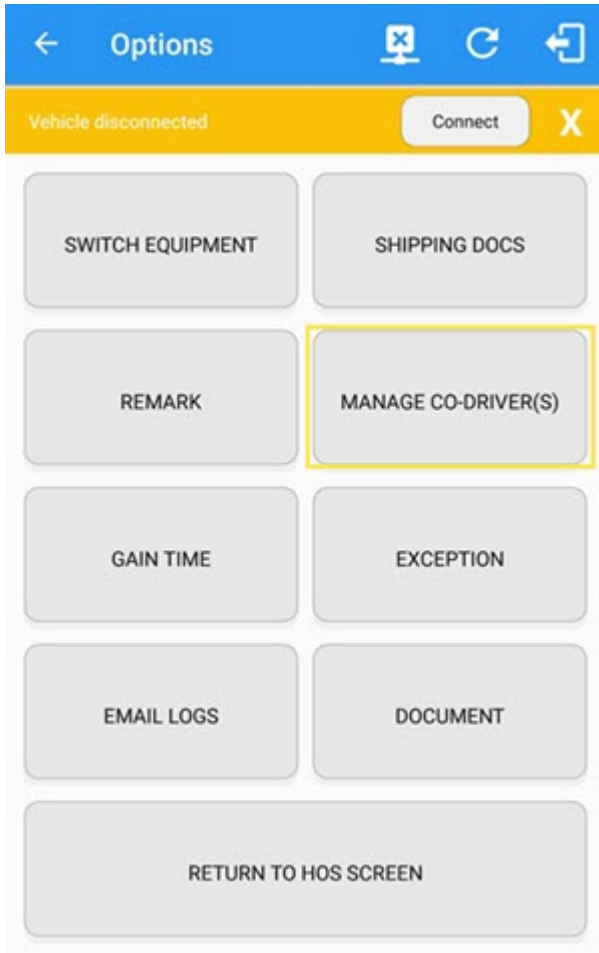 Options
Vehicle disconnected
Connect
X
SWITCH EQUIPMENT
SHIPPING DOCS
REMARK
MANAGE CO-DRIVER(S)
GAIN TIME
EXCEPTION
EMAIL LOGS
DOCUMENT
RETURN TO HOS SCREEN